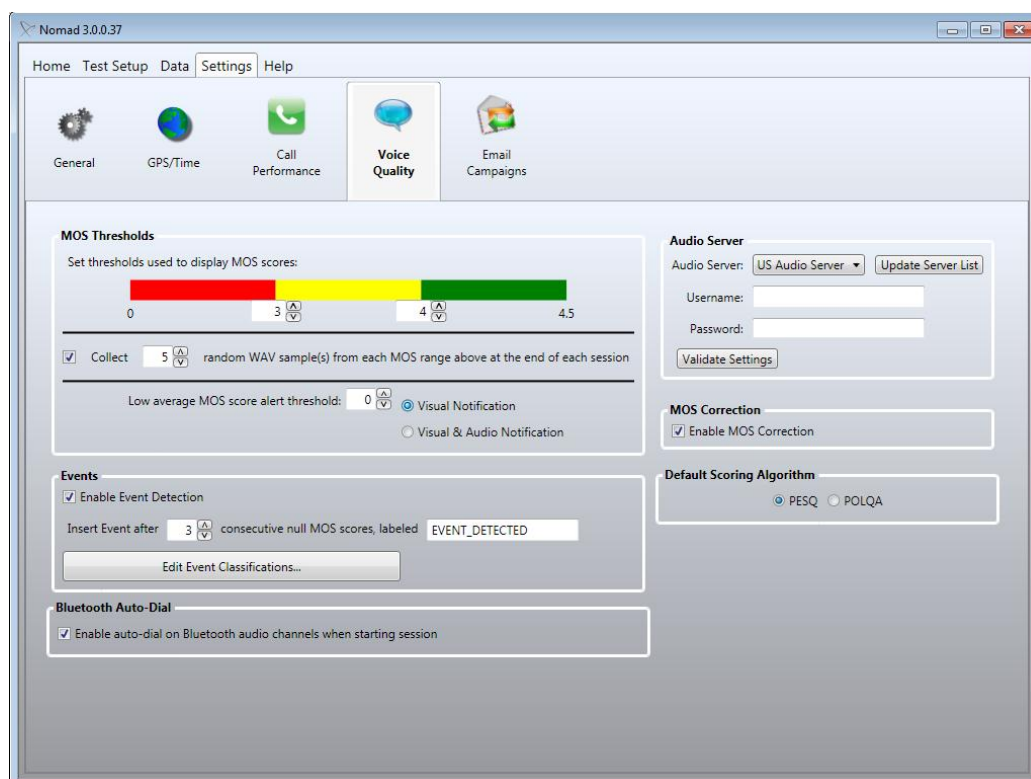 Nomad 3.0.0.37
Home Test Setup Data Settings Help
General
GPS/Time
Call
Performance
Voice
Quality
Email
Campaigns
MOS Thresholds
Set thresholds used to display MOS scores:
0 3 4 4.5
Collect 5 random WAV sample(s) from each MOS range above at the end of each session
Low average MOS score alert threshold: 0 Visual Notification
Visual & Audio Notification
Events
Enable Event Detection
Insert Event after 3 consecutive null MOS scores, labeled EVENT_DETECTED
Edit Event Classifications...
Bluetooth Auto-Dial
Enable auto-dial on Bluetooth audio channels when starting session
Audio Server
Audio Server: US Audio Server Update Server List
Username:
Password:
Validate Settings
MOS Correction
Enable MOS Correction
Default Scoring Algorithm
PESQ POLQA